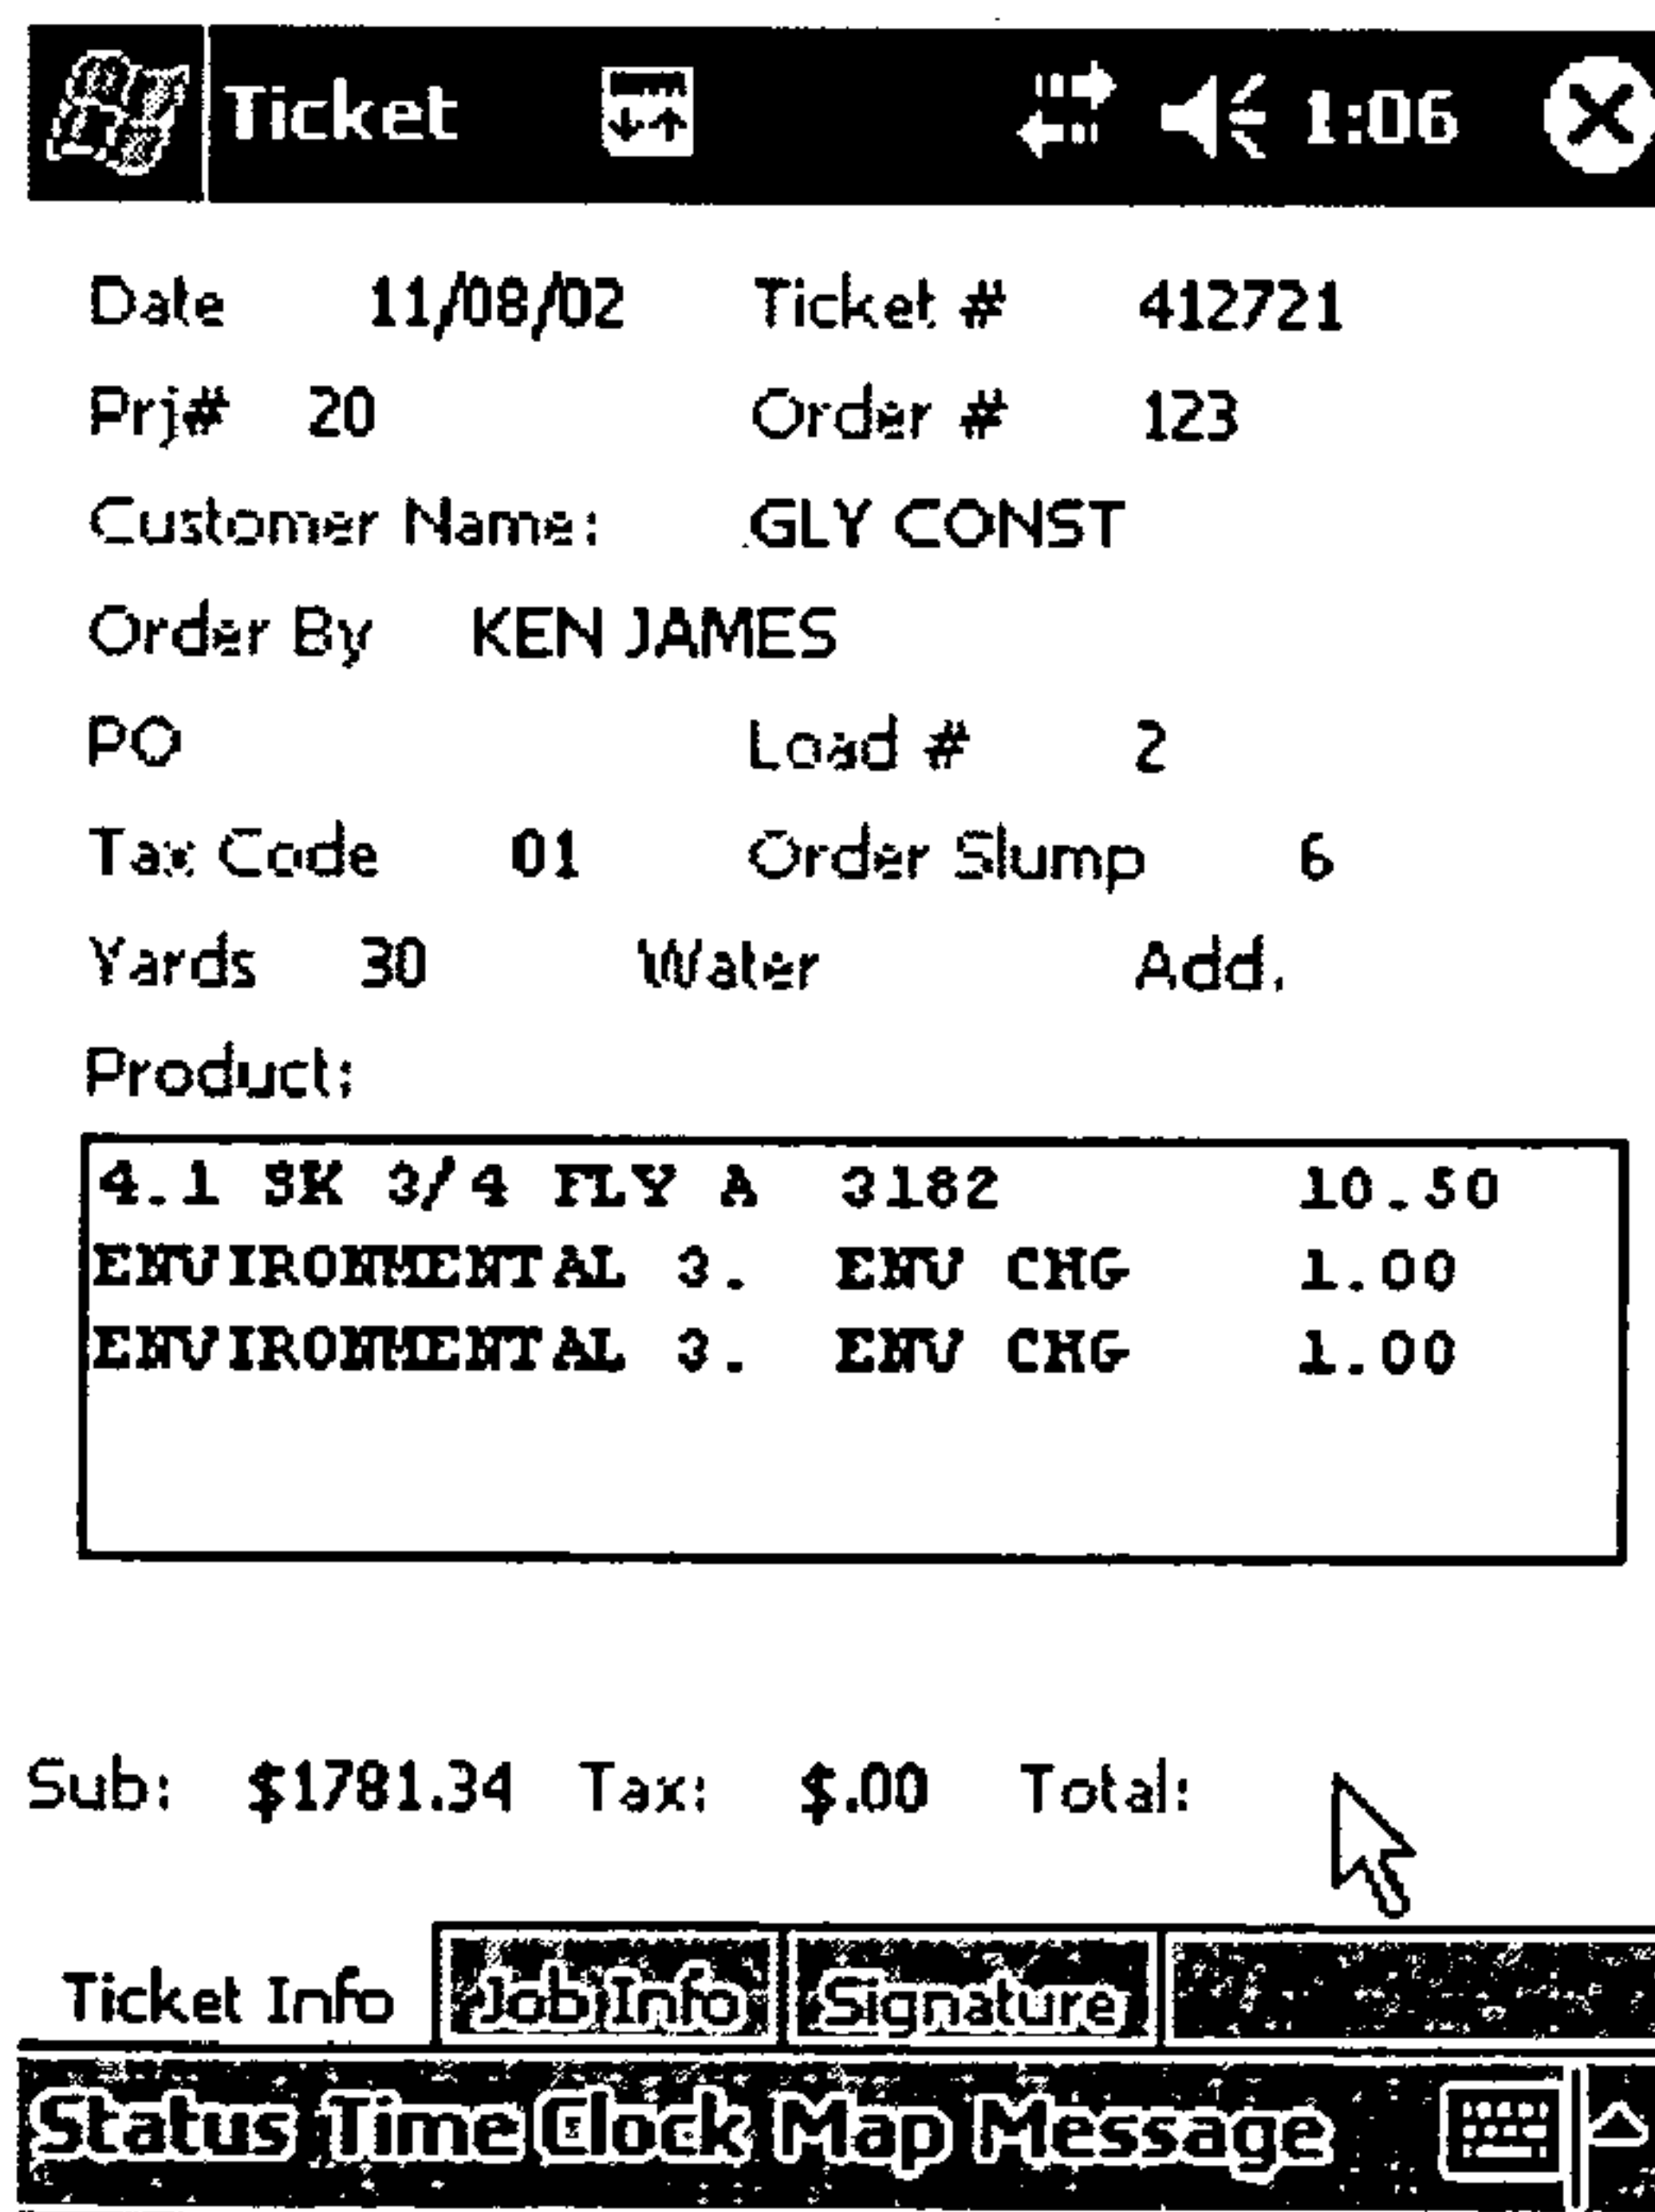 Ticket 1:06
Date 11/08/02 Ticket # 412721
Prj# 20 Order # 123
Customer Name: GLY CONST
Order By KEN JAMES
PO Load # 2
Tax Code 01 Order Slump 6
Yards 30 Water Add.
Product:
4.1 SK 3/4 FLY A 3182 10.50
ENVIRONMENTAL 3. ENV CHG 1.00
ENVIRONMENTAL 3. ENV CHG 1.00
Sub: $1781.34 Tax: $.00 Total:
Ticket Info Job Info Signature
Status Time Clock Map Message